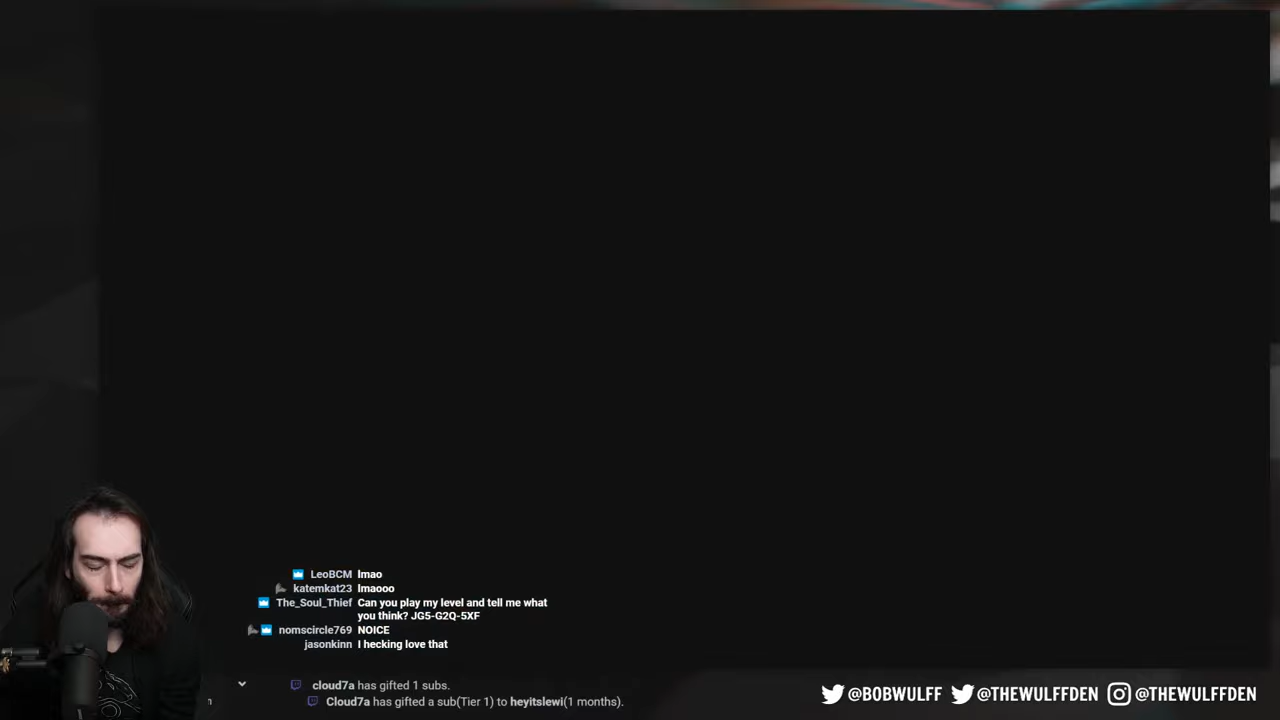 LeoBCM lmao
katemkat23 lmaooo
The_Soul_Thief Can you play my level and tell me what
you think? JG5-G2Q-5XF
nomscircle769 NOICE
jasonkinn I hecking love that
cloud7a has gifted 1 subs.
n Cloud7a has gifted a sub(Tier 1) to heyitslewi(1 months).
@BOBWULFF @THEWULFFDEN @THEWULFFDEN